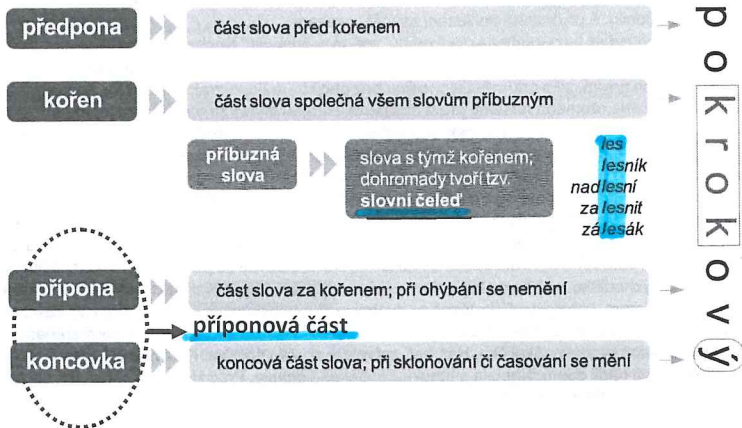 předpona
část slova před kořenem
kořen
část slova společná všem slovům příbuzným
příbuzná
slova
slova s týmž kořenem;
dohromady tvoří tzv.
slovní čeleď
les
lesník
nadlesní
zalesnit
zálesák
přípona
část slova za kořenem; při ohýbání se nemění
příponová část
koncovka
koncová část slova; při skloňování či časování se mění
pokrokový